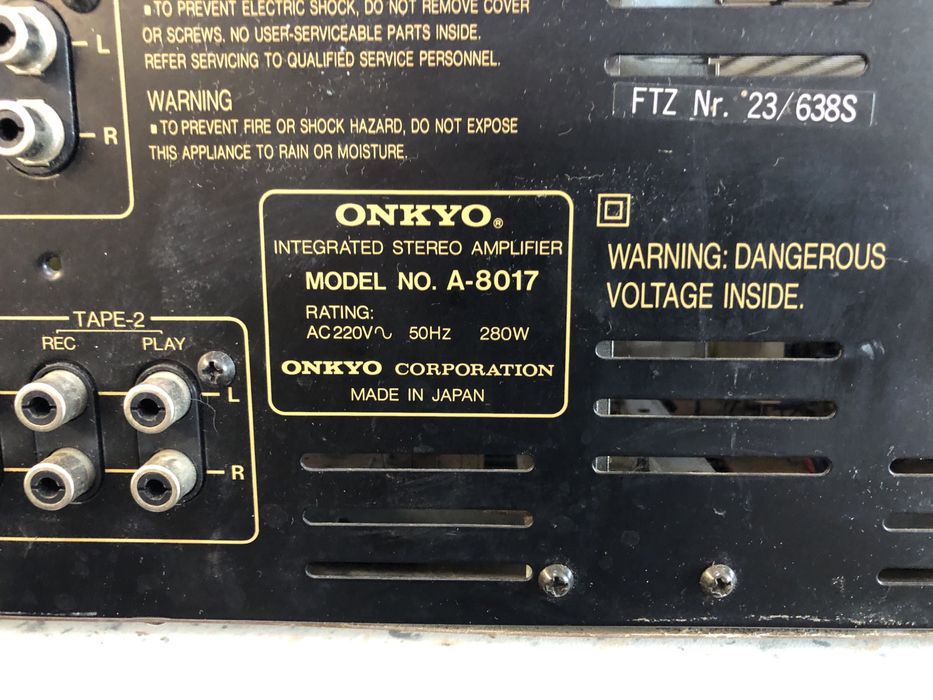 ▪ TO PREVENT ELECTRIC SHOCK, DO NOT REMOVE COVER
OR SCREWS. NO USER-SERVICEABLE PARTS INSIDE.
REFER SERVICING TO QUALIFIED SERVICE PERSONNEL.
WARNING
▪ TO PREVENT FIRE OR SHOCK HAZARD, DO NOT EXPOSE
THIS APPLIANCE TO RAIN OR MOISTURE.
L
R
FTZ Nr. '23/638S
ONKYO®
INTEGRATED STEREO AMPLIFIER
MODEL NO. A-8017
RATING:
AC 220V∿ 50Hz 280W
ONKYO CORPORATION
MADE IN JAPAN
WARNING: DANGEROUS
VOLTAGE INSIDE.
TAPE-2
REC PLAY
L
R